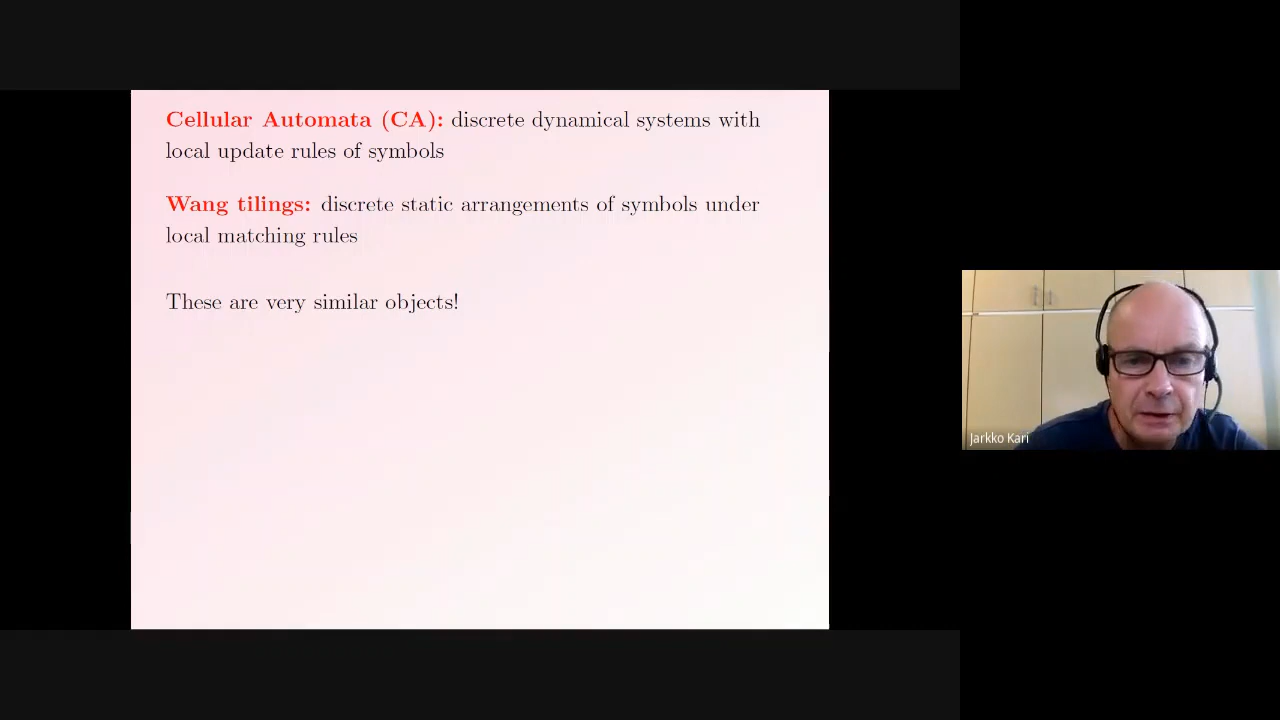 Cellular Automata (CA): discrete dynamical systems with
local update rules of symbols
Wang tilings: discrete static arrangements of symbols under
local matching rules
These are very similar objects!
Jarkko Kari